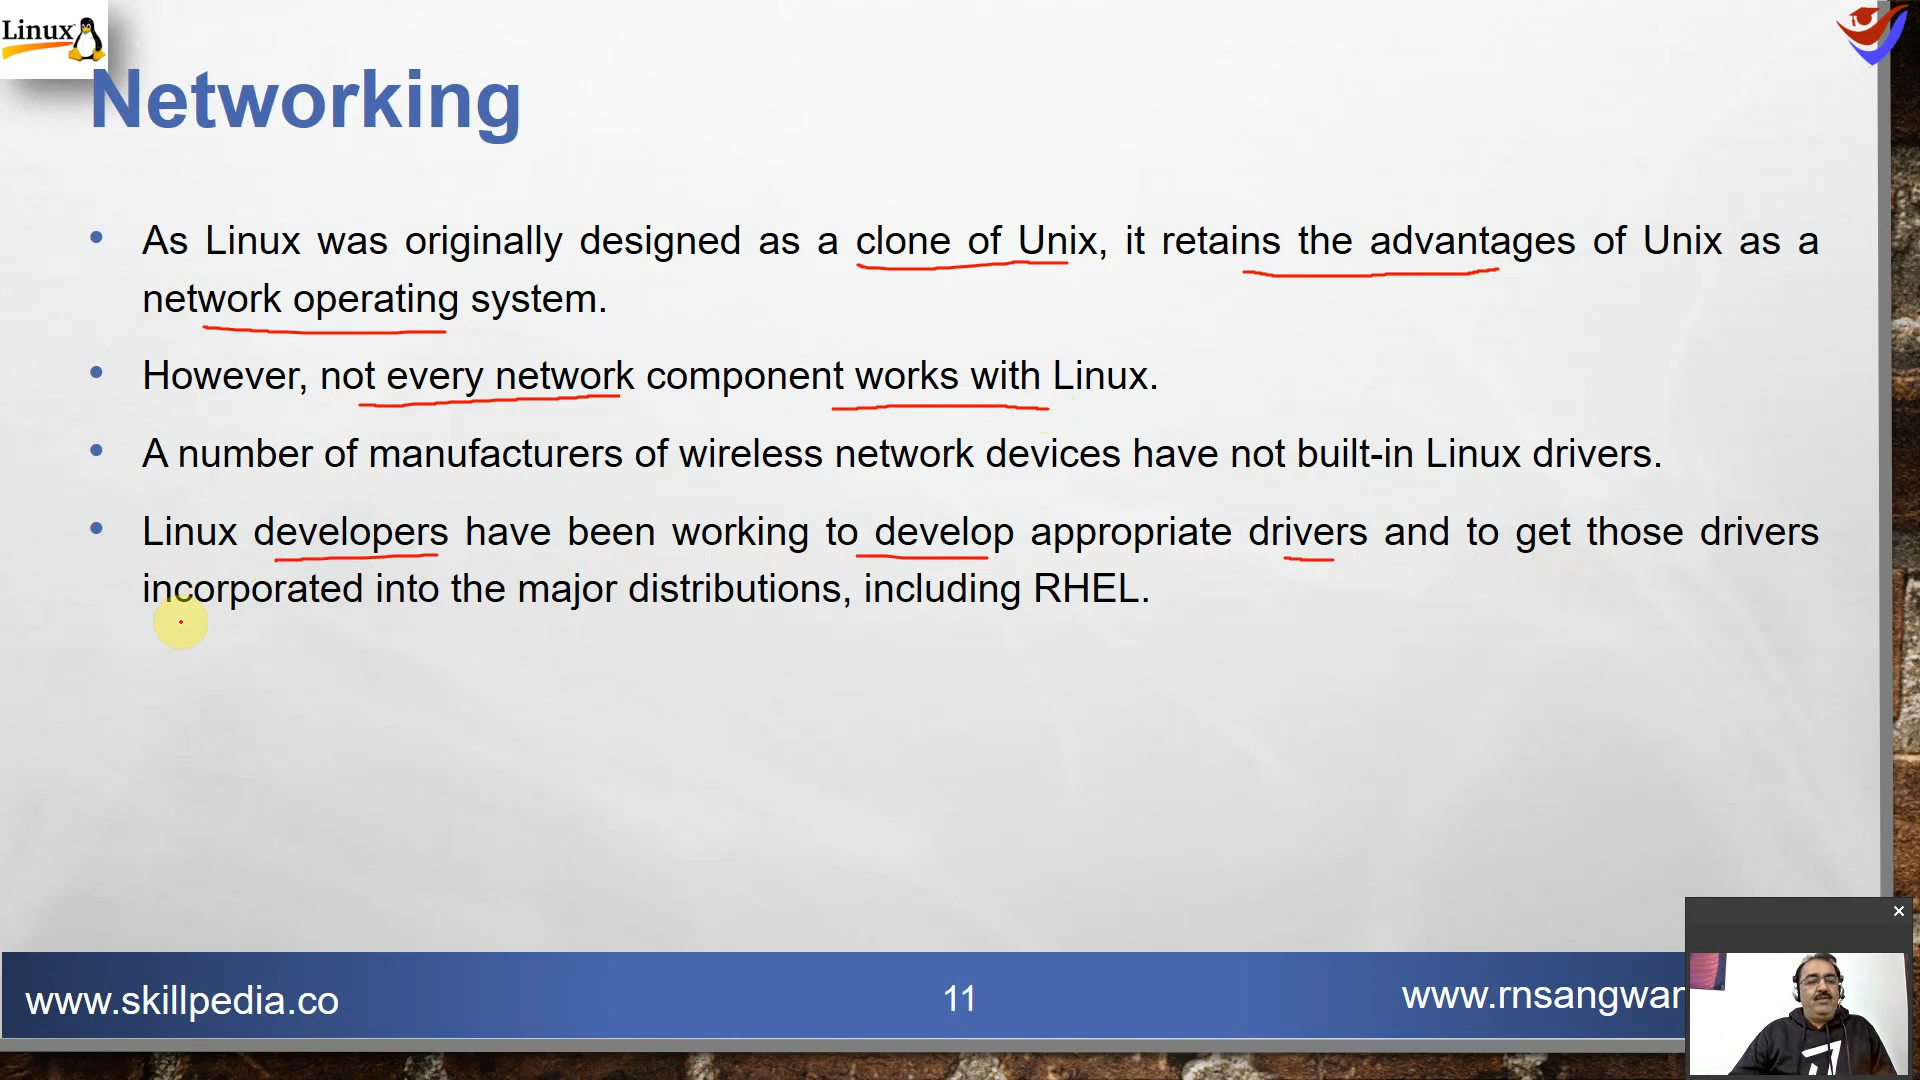 Linux
Networking
• As Linux was originally designed as a clone of Unix, it retains the advantages of Unix as a
network operating system.
• However, not every network component works with Linux.
• A number of manufacturers of wireless network devices have not built-in Linux drivers.
• Linux developers have been working to develop appropriate drivers and to get those drivers
incorporated into the major distributions, including RHEL.
www.skillpedia.co
11
www.rnsangwan